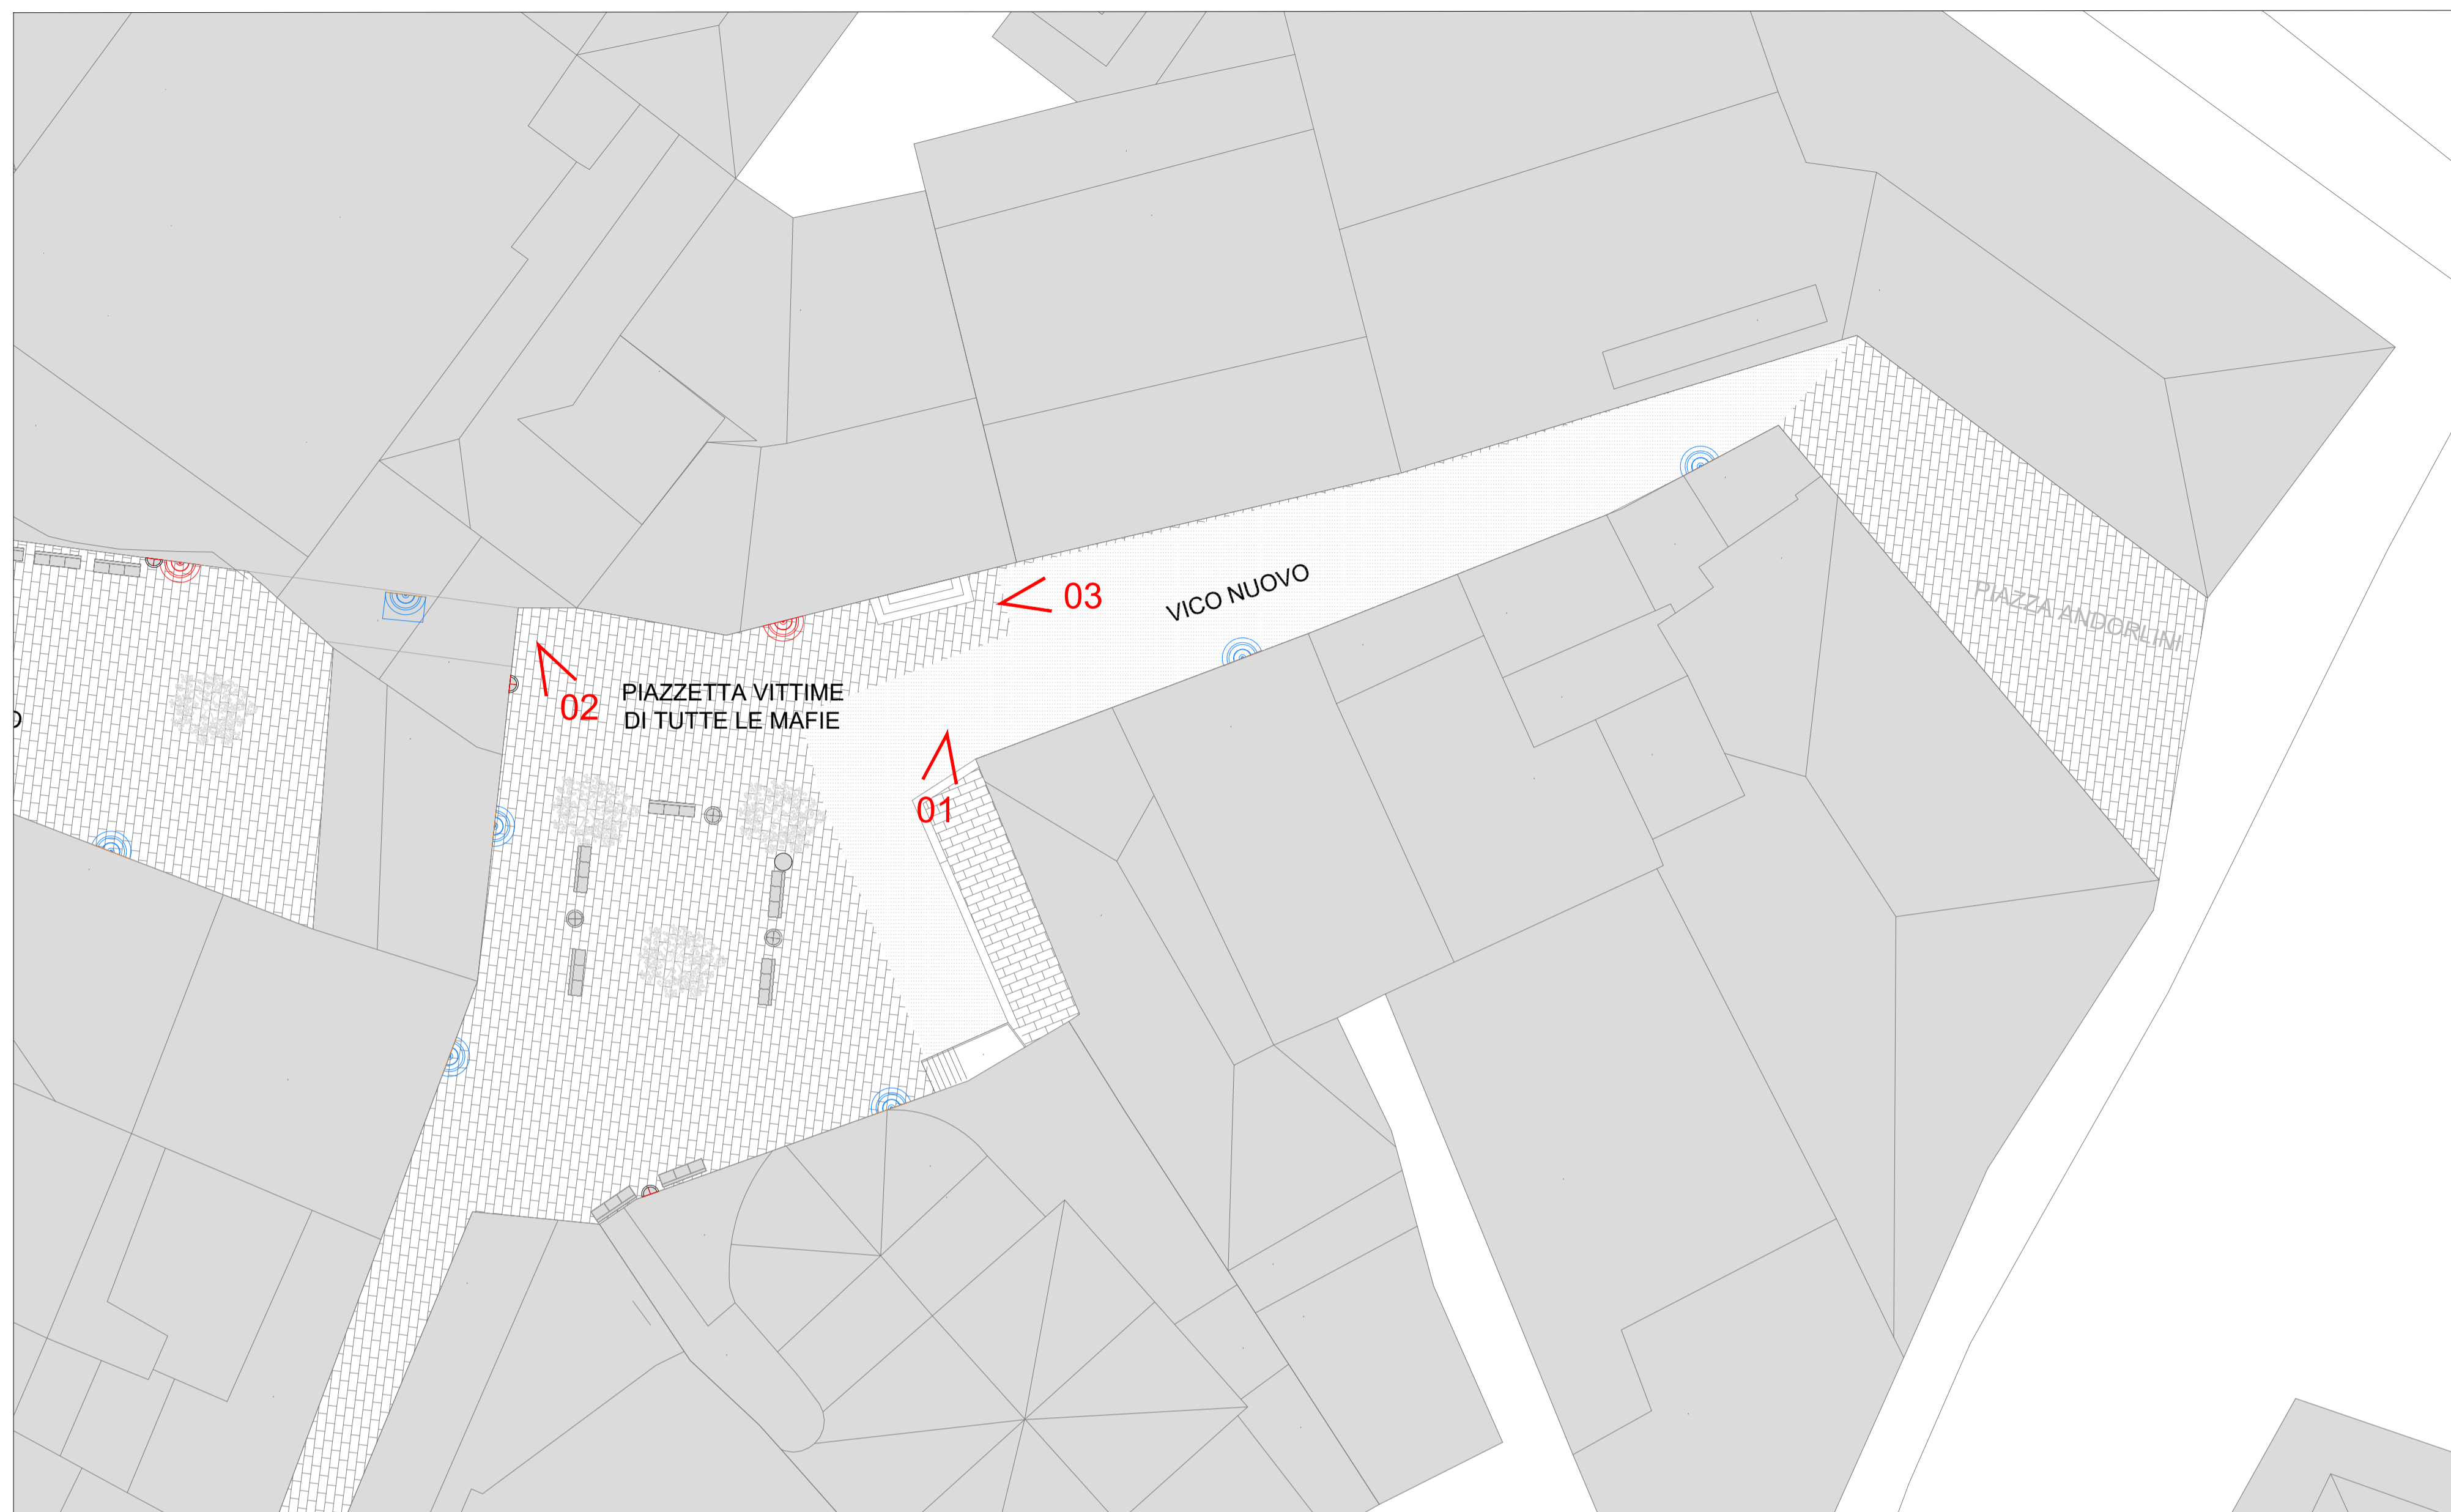 03
VICO NUOVO
PIAZZA ANDORLINI
02
PIAZZETTA VITTIME
DI TUTTE LE MAFIE
01